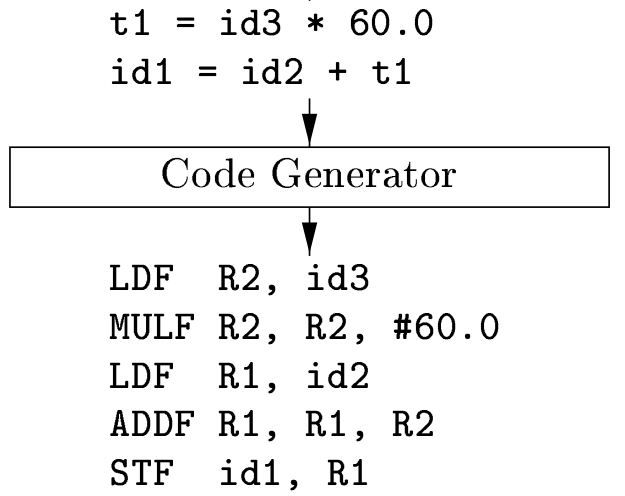 t1 = id3 * 60.0
id1 = id2 + t1
Code Generator
LDF R2, id3
MULF R2, R2, #60.0
LDF R1, id2
ADDF R1, R1, R2
STF id1, R1